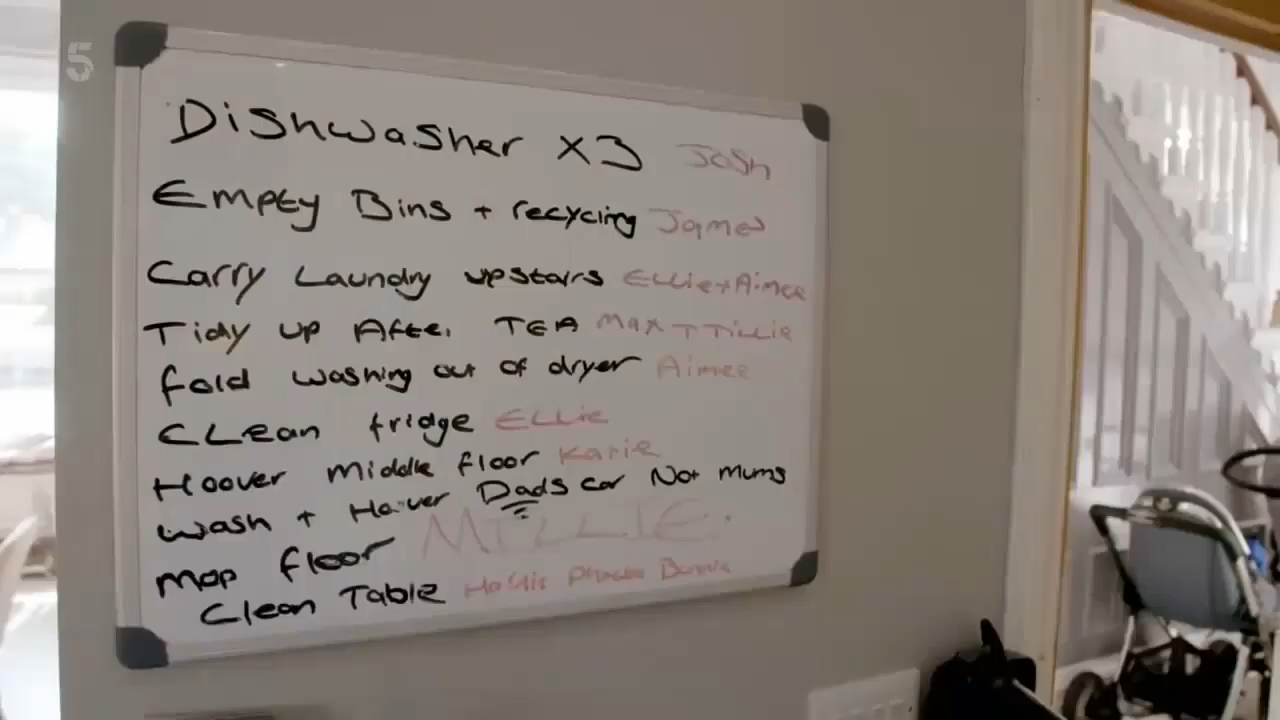 5
Dishwasher x3 Josh
Empty Bins + recycling James
Carry Laundry upstairs Ellie + Aimee
Tidy up After TEA Max + TILLIE
fold washing out of dryer Aimee
CLean fridge ELLie
Hoover middle floor Katie
wash + Hoover Dads car Not mums
Mop floor MILLIE.
Clean Table